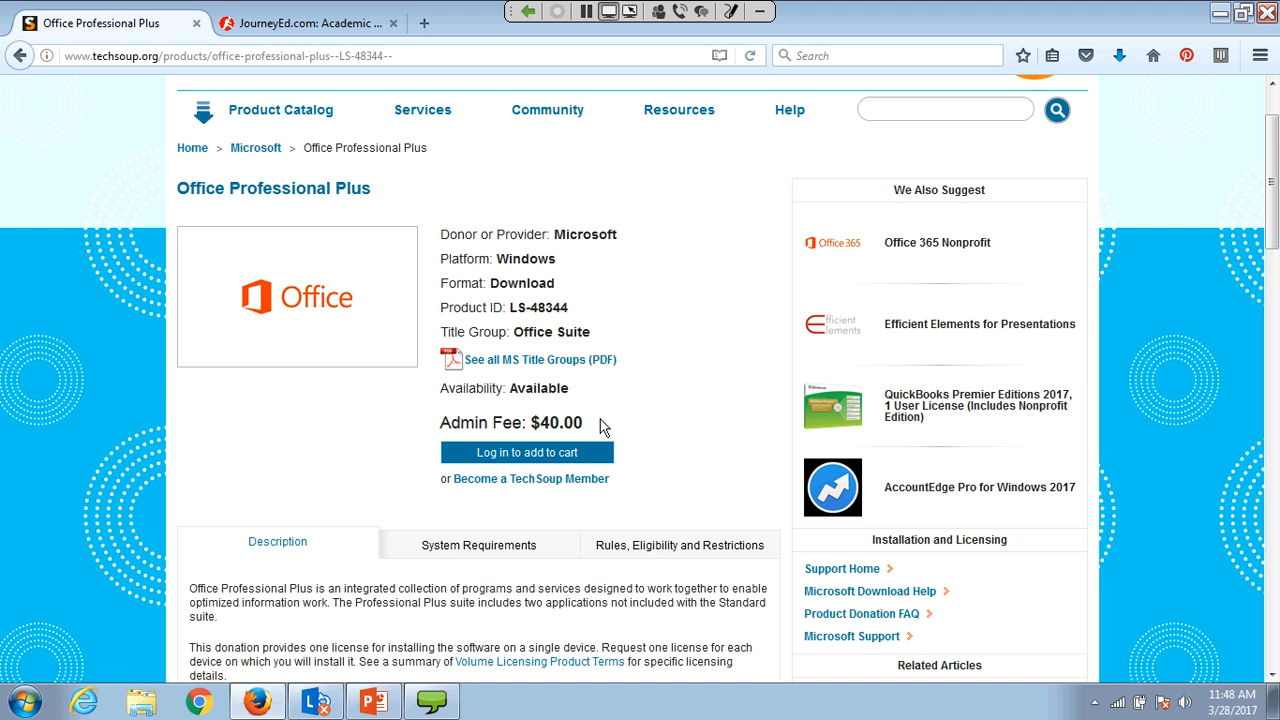 Office Professional Plus
JourneyEd.com: Academic ...
www.techsoup.org/products/office-professional-plus--LS-48344--
Search
Product Catalog
Services
Community
Resources
Help
Home > Microsoft > Office Professional Plus
Office Professional Plus
Office
Donor or Provider: Microsoft
Platform: Windows
Format: Download
Product ID: LS-48344
Title Group: Office Suite
See all MS Title Groups (PDF)
Availability: Available
Admin Fee: $40.00
Log in to add to cart
or Become a TechSoup Member
Description
System Requirements
Rules, Eligibility and Restrictions
Office Professional Plus is an integrated collection of programs and services designed to work together to enable
optimized information work. The Professional Plus suite includes two applications not included with the Standard
suite.
This donation provides one license for installing the software on a single device. Request one license for each
device on which you will install it. See a summary of Volume Licensing Product Terms for specific licensing
details.
We Also Suggest
Office 365
Office 365 Nonprofit
Efficient
Elements
Efficient Elements for Presentations
QuickBooks Premier Editions 2017,
1 User License (Includes Nonprofit
Edition)
AccountEdge Pro for Windows 2017
Installation and Licensing
Support Home
Microsoft Download Help
Product Donation FAQ
Microsoft Support
Related Articles
11:48 AM
3/28/2017